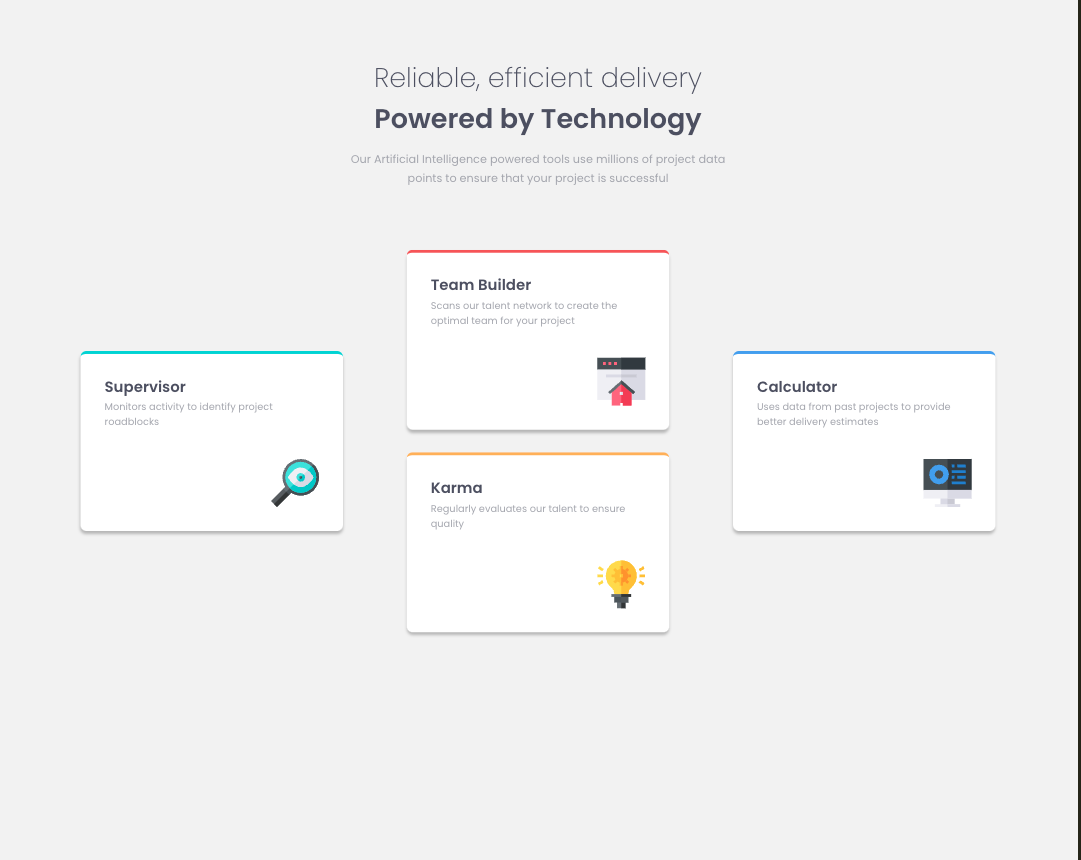 Reliable, efficient delivery
Powered by Technology
Our Artificial Intelligence powered tools use millions of project data
points to ensure that your project is successful
Team Builder
Scans our talent network to create the
optimal team for your project
Supervisor
Monitors activity to identify project
roadblocks
Calculator
Uses data from past projects to provide
better delivery estimates
Karma
Regularly evaluates our talent to ensure
quality